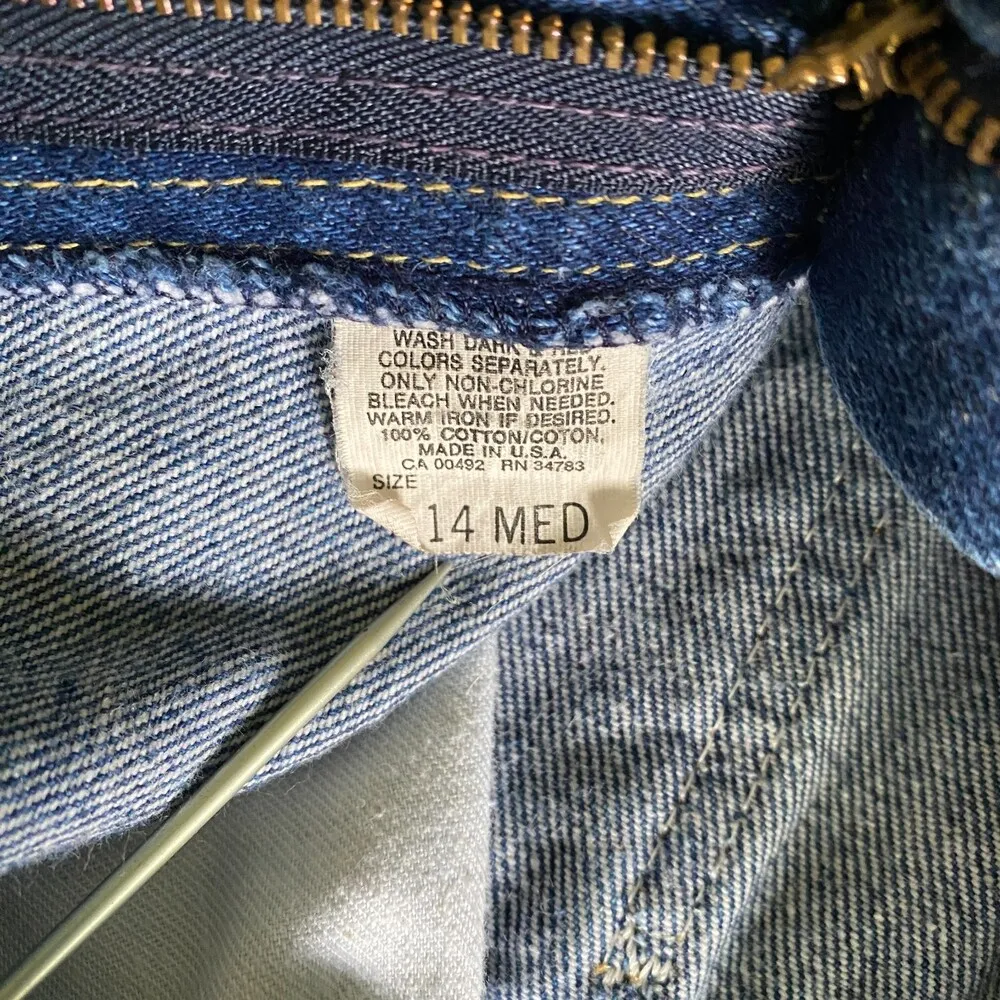 WASH DARK & NEW
COLORS SEPARATELY.
ONLY NON-CHLORINE
BLEACH WHEN NEEDED.
WARM IRON IF DESIRED.
100% COTTON/COTON.
MADE IN U.S.A.
CA 00492 RN 34783
SIZE
14 MED